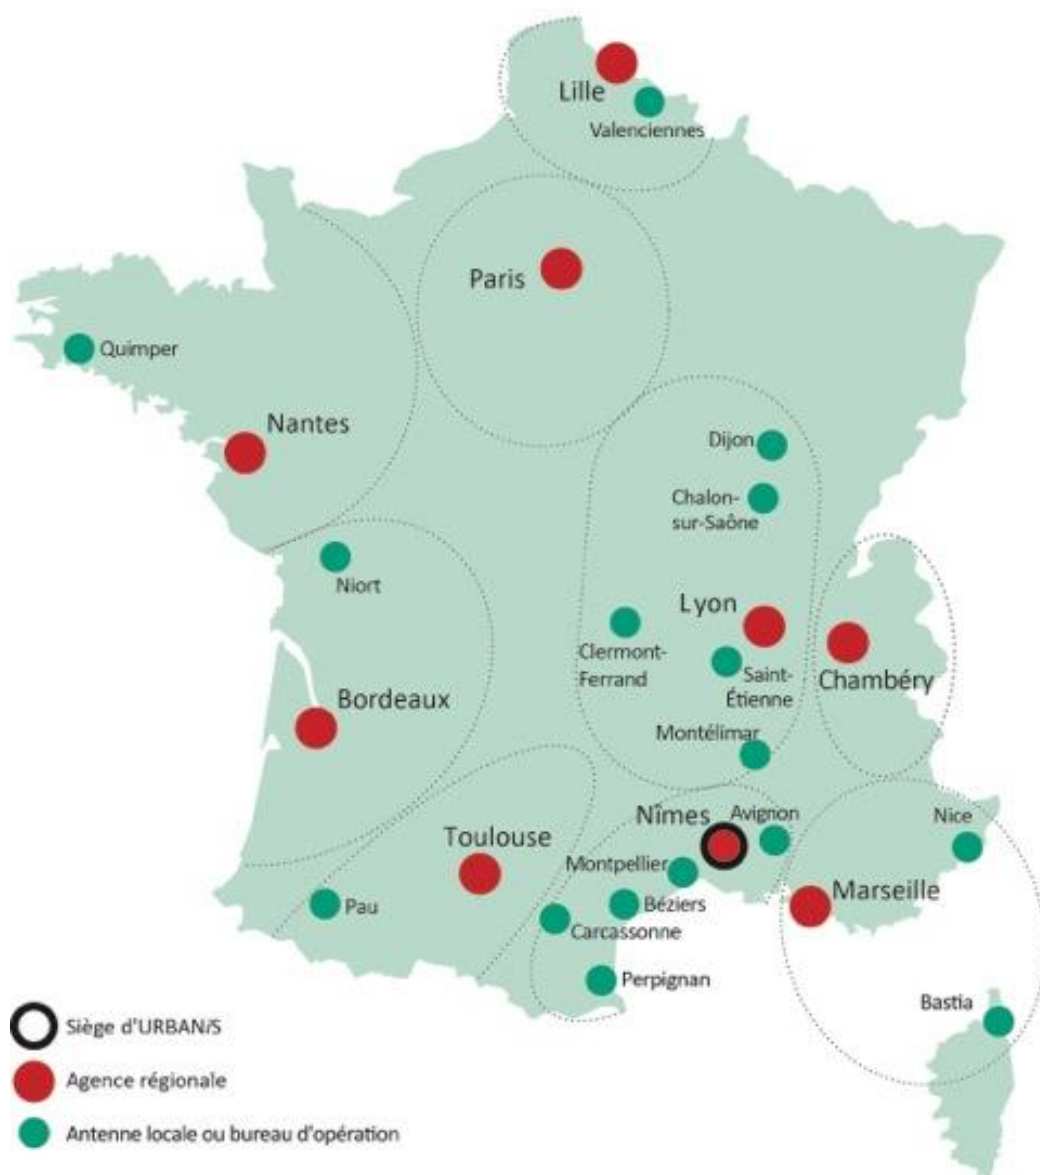 Lille
Valenciennes
Paris
Quimper
Nantes
Dijon
Chalon-
sur-Saône
Niort
Lyon
Clermont-
Ferrand
Saint-
Étienne
Chambéry
Bordeaux
Montélimar
Nîmes
Avignon
Nice
Toulouse
Montpellier
Marseille
Pau
Béziers
Carcassonne
Perpignan
Bastia
Siège d'URBANiS
Agence régionale
Antenne locale ou bureau d'opération